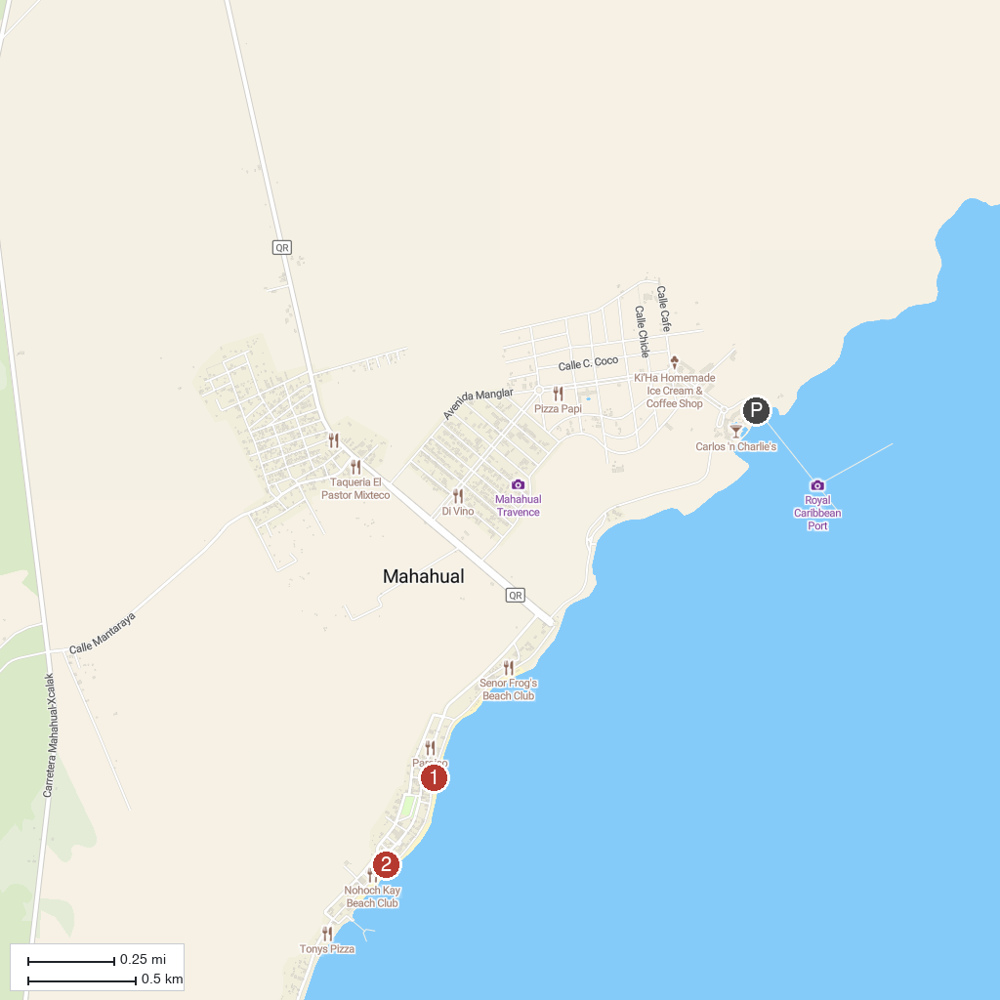 QR
Calle Cafe
Calle Chicle
Calle C. Coco
Ki'Ha Homemade
Ice Cream &
Coffee Shop
Avenida Manglar
Pizza Papi
P
Carlos 'n Charlie's
Taqueria El
Pastor Mixteco
Di Vino
Mahahual
Travence
Royal
Caribbean
Port
Mahahual
QR
Calle Mantaraya
Carretera Mahahual-Xcalak
Senor Frog's
Beach Club
1
2
Nohoch Kay
Beach Club
Tonys Pizza
0.25 mi
0.5 km